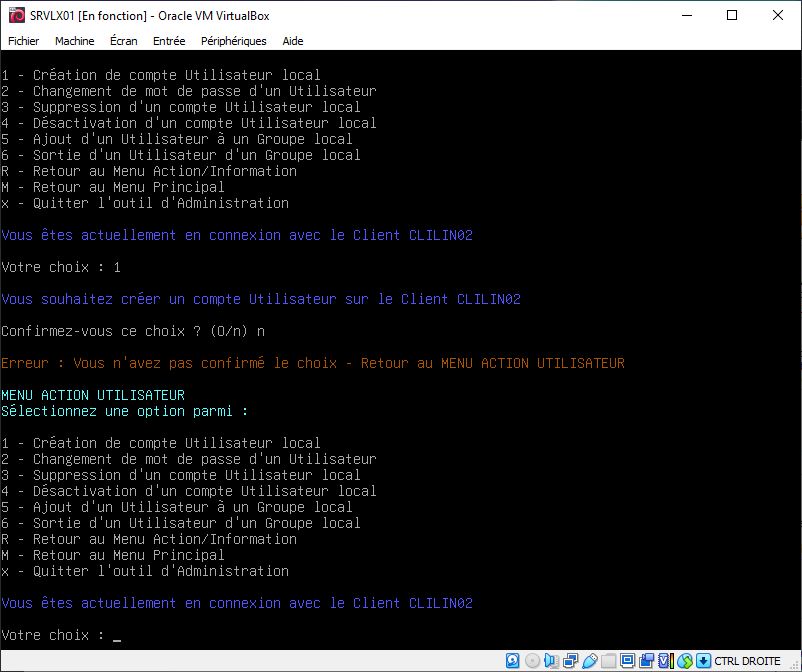 SRVLX01 [En fonction] - Oracle VM VirtualBox
Fichier Machine Écran Entrée Périphériques Aide
1 - Création de compte Utilisateur local
2 - Changement de mot de passe d'un Utilisateur
3 - Suppression d'un compte Utilisateur local
4 - Désactivation d'un compte Utilisateur local
5 - Ajout d'un Utilisateur à un Groupe local
6 - Sortie d'un Utilisateur d'un Groupe local
R - Retour au Menu Action/Information
M - Retour au Menu Principal
x - Quitter l'outil d'Administration
Vous êtes actuellement en connexion avec le Client CLILIN02
Votre choix : 1
Vous souhaitez créer un compte Utilisateur sur le Client CLILIN02
Confirmez-vous ce choix ? (O/n) n
Erreur : Vous n'avez pas confirmé le choix - Retour au MENU ACTION UTILISATEUR
MENU ACTION UTILISATEUR
Sélectionnez une option parmi :
1 - Création de compte Utilisateur local
2 - Changement de mot de passe d'un Utilisateur
3 - Suppression d'un compte Utilisateur local
4 - Désactivation d'un compte Utilisateur local
5 - Ajout d'un Utilisateur à un Groupe local
6 - Sortie d'un Utilisateur d'un Groupe local
R - Retour au Menu Action/Information
M - Retour au Menu Principal
x - Quitter l'outil d'Administration
Vous êtes actuellement en connexion avec le Client CLILIN02
Votre choix : _
CTRL DROITE